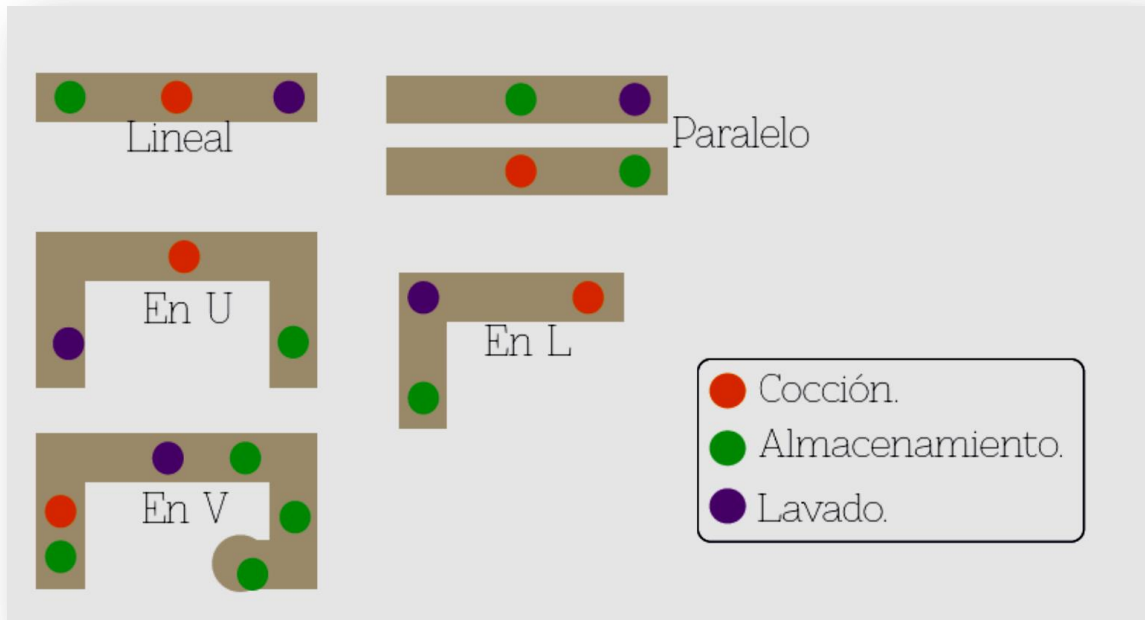 Lineal
Paralelo
En U
En L
En V
Cocción.
Almacenamiento.
Lavado.